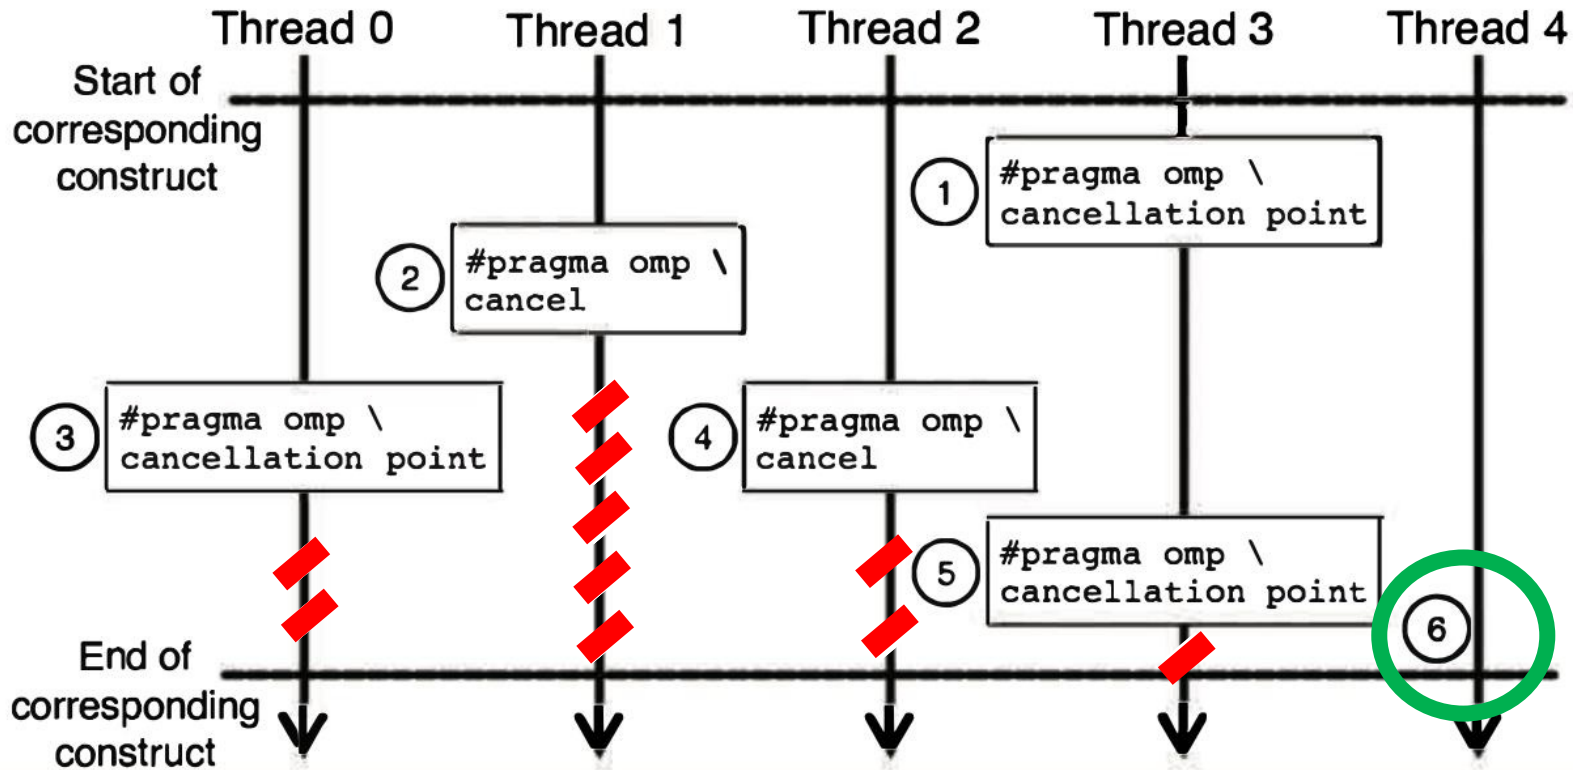 Thread 0
Thread 1
Thread 2
Thread 3
Thread 4
Start of
corresponding
construct
1
#pragma omp \
cancellation point
2
#pragma omp \
cancel
3
#pragma omp \
cancellation point
4
#pragma omp \
cancel
5
#pragma omp \
cancellation point
6
End of
corresponding
construct